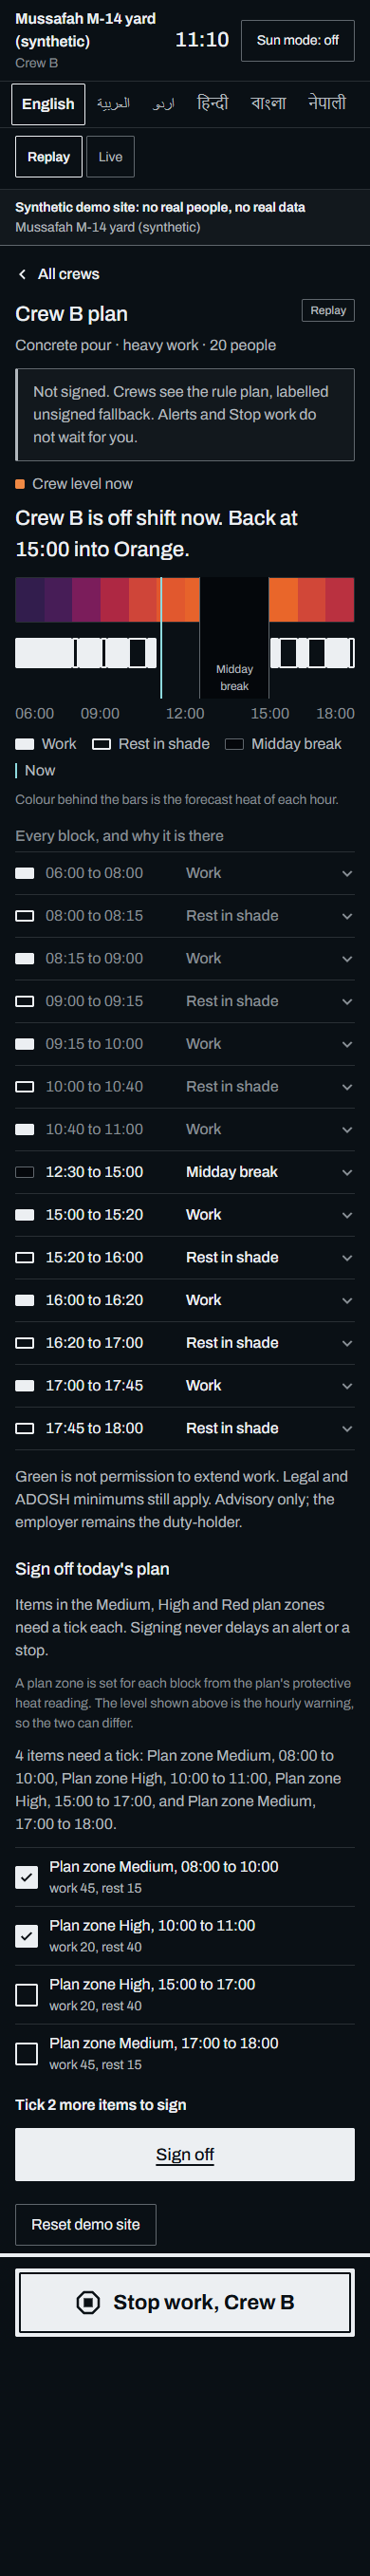 Mussafah M-14 yard
(synthetic)
Crew B
11:10
Sun mode: off
English
العربية
اردو
हिन्दी
বাংলা
नेपाली
Replay
Live
Synthetic demo site: no real people, no real data
Mussafah M-14 yard (synthetic)
All crews
Crew B plan
Replay
Concrete pour · heavy work · 20 people
Not signed. Crews see the rule plan, labelled
unsigned fallback. Alerts and Stop work do
not wait for you.
Crew level now
Crew B is off shift now. Back at
15:00 into Orange.
Midday
break
06:00 09:00 12:00 15:00 18:00
Work Rest in shade Midday break
Now
Colour behind the bars is the forecast heat of each hour.
Every block, and why it is there
06:00 to 08:00 Work
08:00 to 08:15 Rest in shade
08:15 to 09:00 Work
09:00 to 09:15 Rest in shade
09:15 to 10:00 Work
10:00 to 10:40 Rest in shade
10:40 to 11:00 Work
12:30 to 15:00 Midday break
15:00 to 15:20 Work
15:20 to 16:00 Rest in shade
16:00 to 16:20 Work
16:20 to 17:00 Rest in shade
17:00 to 17:45 Work
17:45 to 18:00 Rest in shade
Green is not permission to extend work. Legal and
ADOSH minimums still apply. Advisory only; the
employer remains the duty-holder.
Sign off today's plan
Items in the Medium, High and Red plan zones
need a tick each. Signing never delays an alert or a
stop.
A plan zone is set for each block from the plan's protective
heat reading. The level shown above is the hourly warning,
so the two can differ.
4 items need a tick: Plan zone Medium, 08:00 to
10:00, Plan zone High, 10:00 to 11:00, Plan zone
High, 15:00 to 17:00, and Plan zone Medium,
17:00 to 18:00.
Plan zone Medium, 08:00 to 10:00
work 45, rest 15
Plan zone High, 10:00 to 11:00
work 20, rest 40
Plan zone High, 15:00 to 17:00
work 20, rest 40
Plan zone Medium, 17:00 to 18:00
work 45, rest 15
Tick 2 more items to sign
Sign off
Reset demo site
Stop work, Crew B